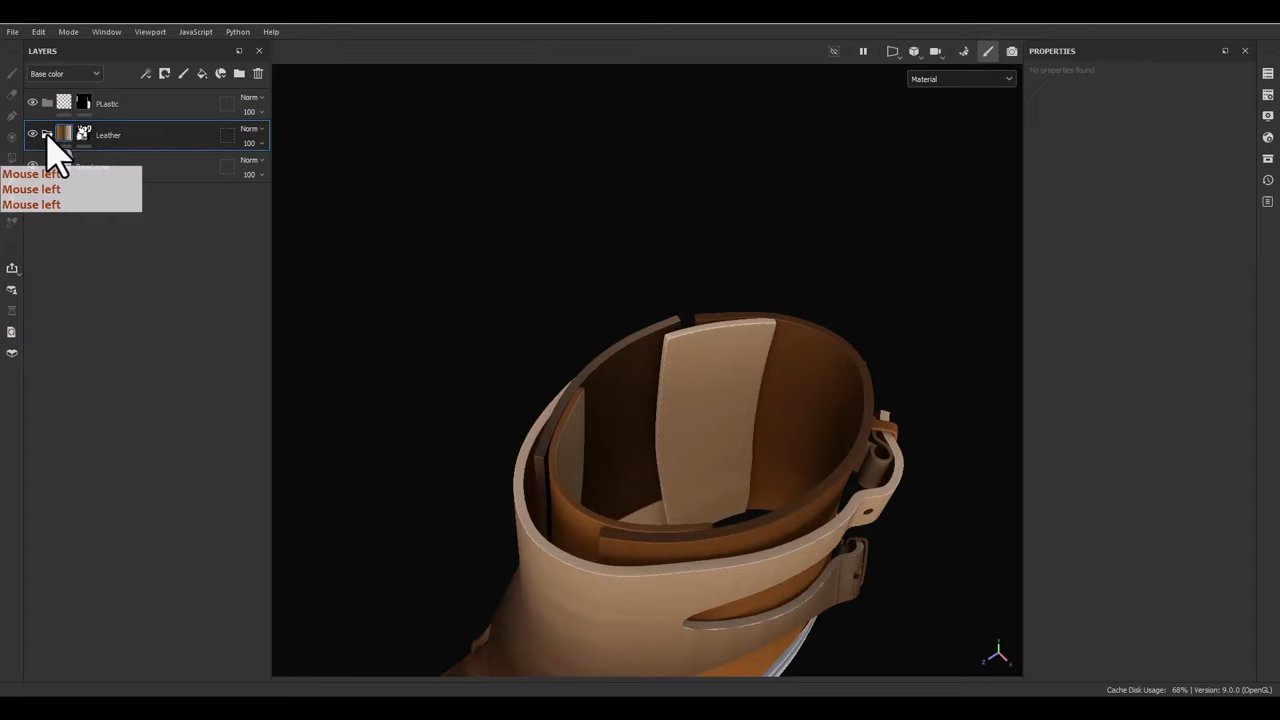 File Edit Mode Window Viewport JavaScript Python Help
LAYERS
PROPERTIES
Base color
Material
No properties found
PLastic
Norm
100
Leather
Norm
100
Norm
100
Mouse left
Mouse left
Mouse left
Y
Z
X
Cache Disk Usage: 68% | Version: 9.0.0 (OpenGL)